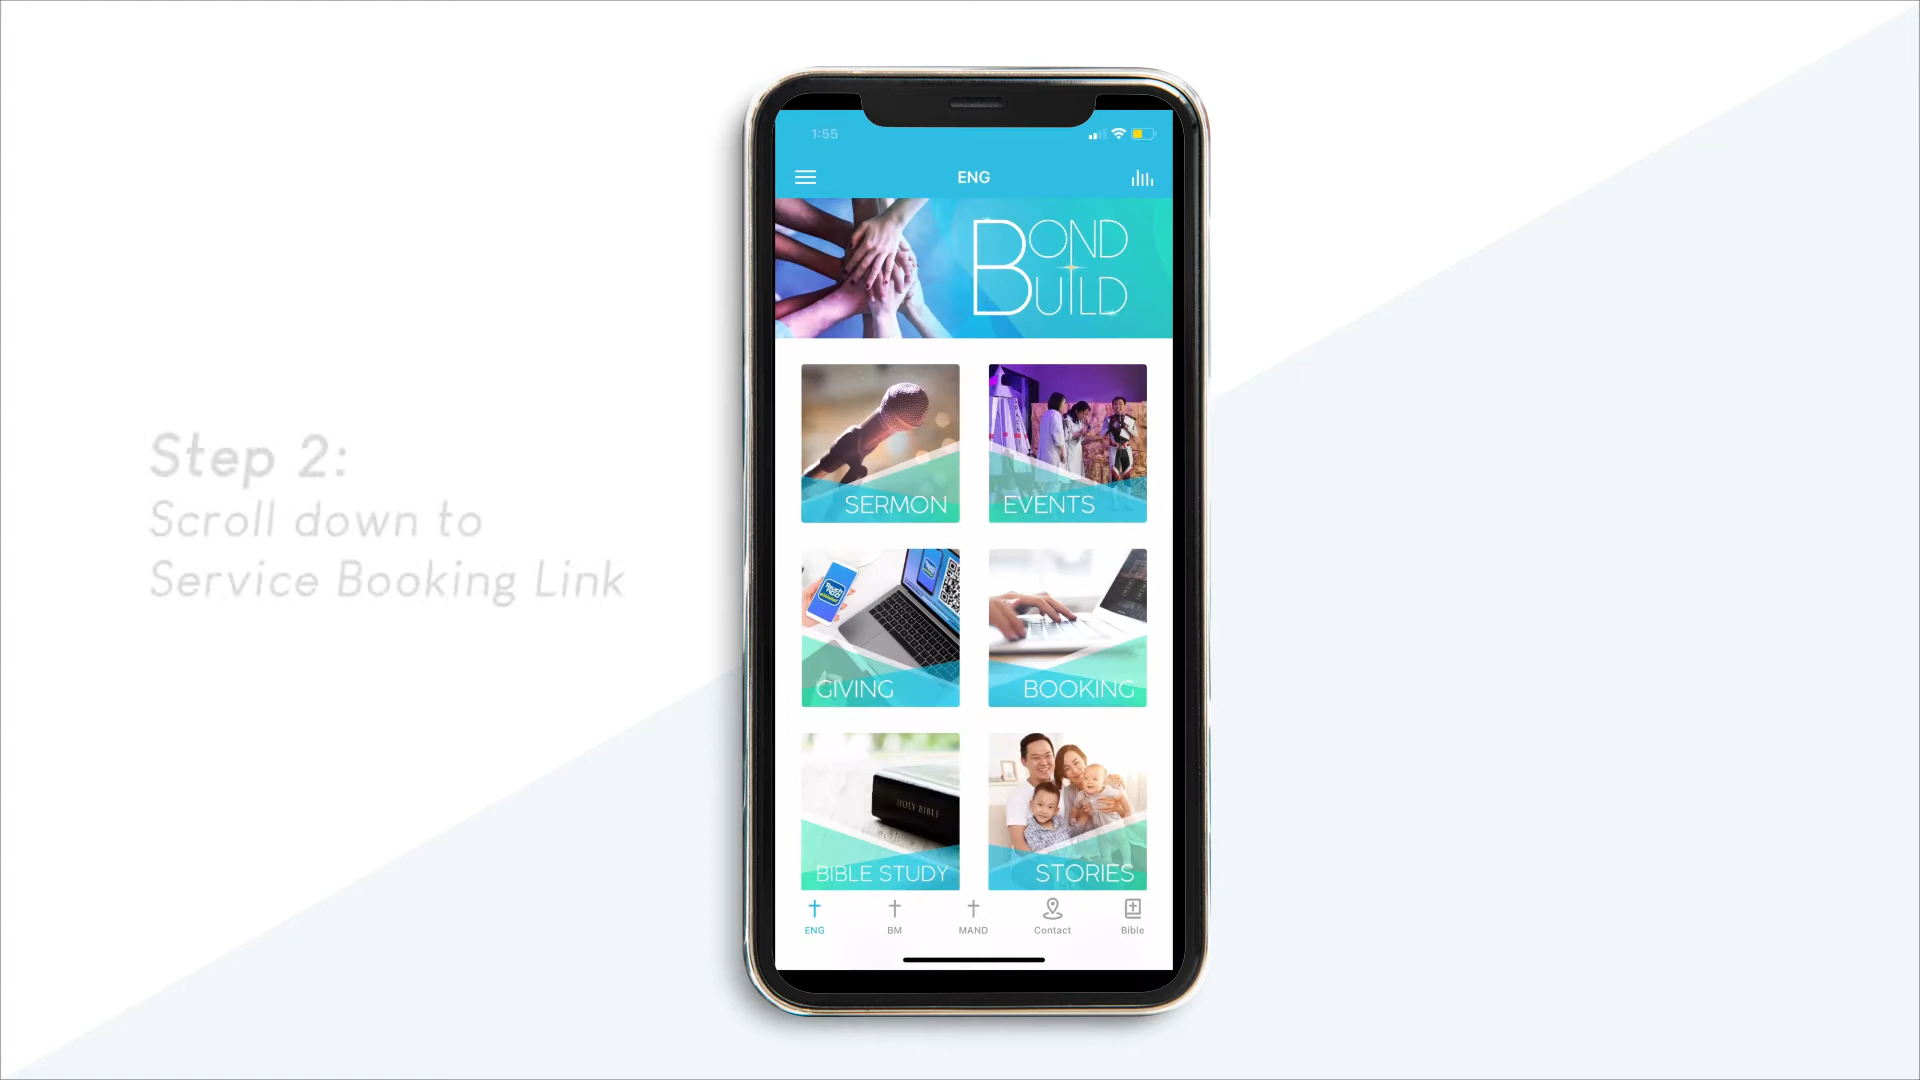 Step 2:
Scroll down to
Service Booking Link
1:55
ENG
BOND
BUILD
SERMON
EVENTS
Touch
GIVING
BOOKING
HOLY BIBLE
BIBLE STUDY
STORIES
ENG
BM
MAND
Contact
Bible